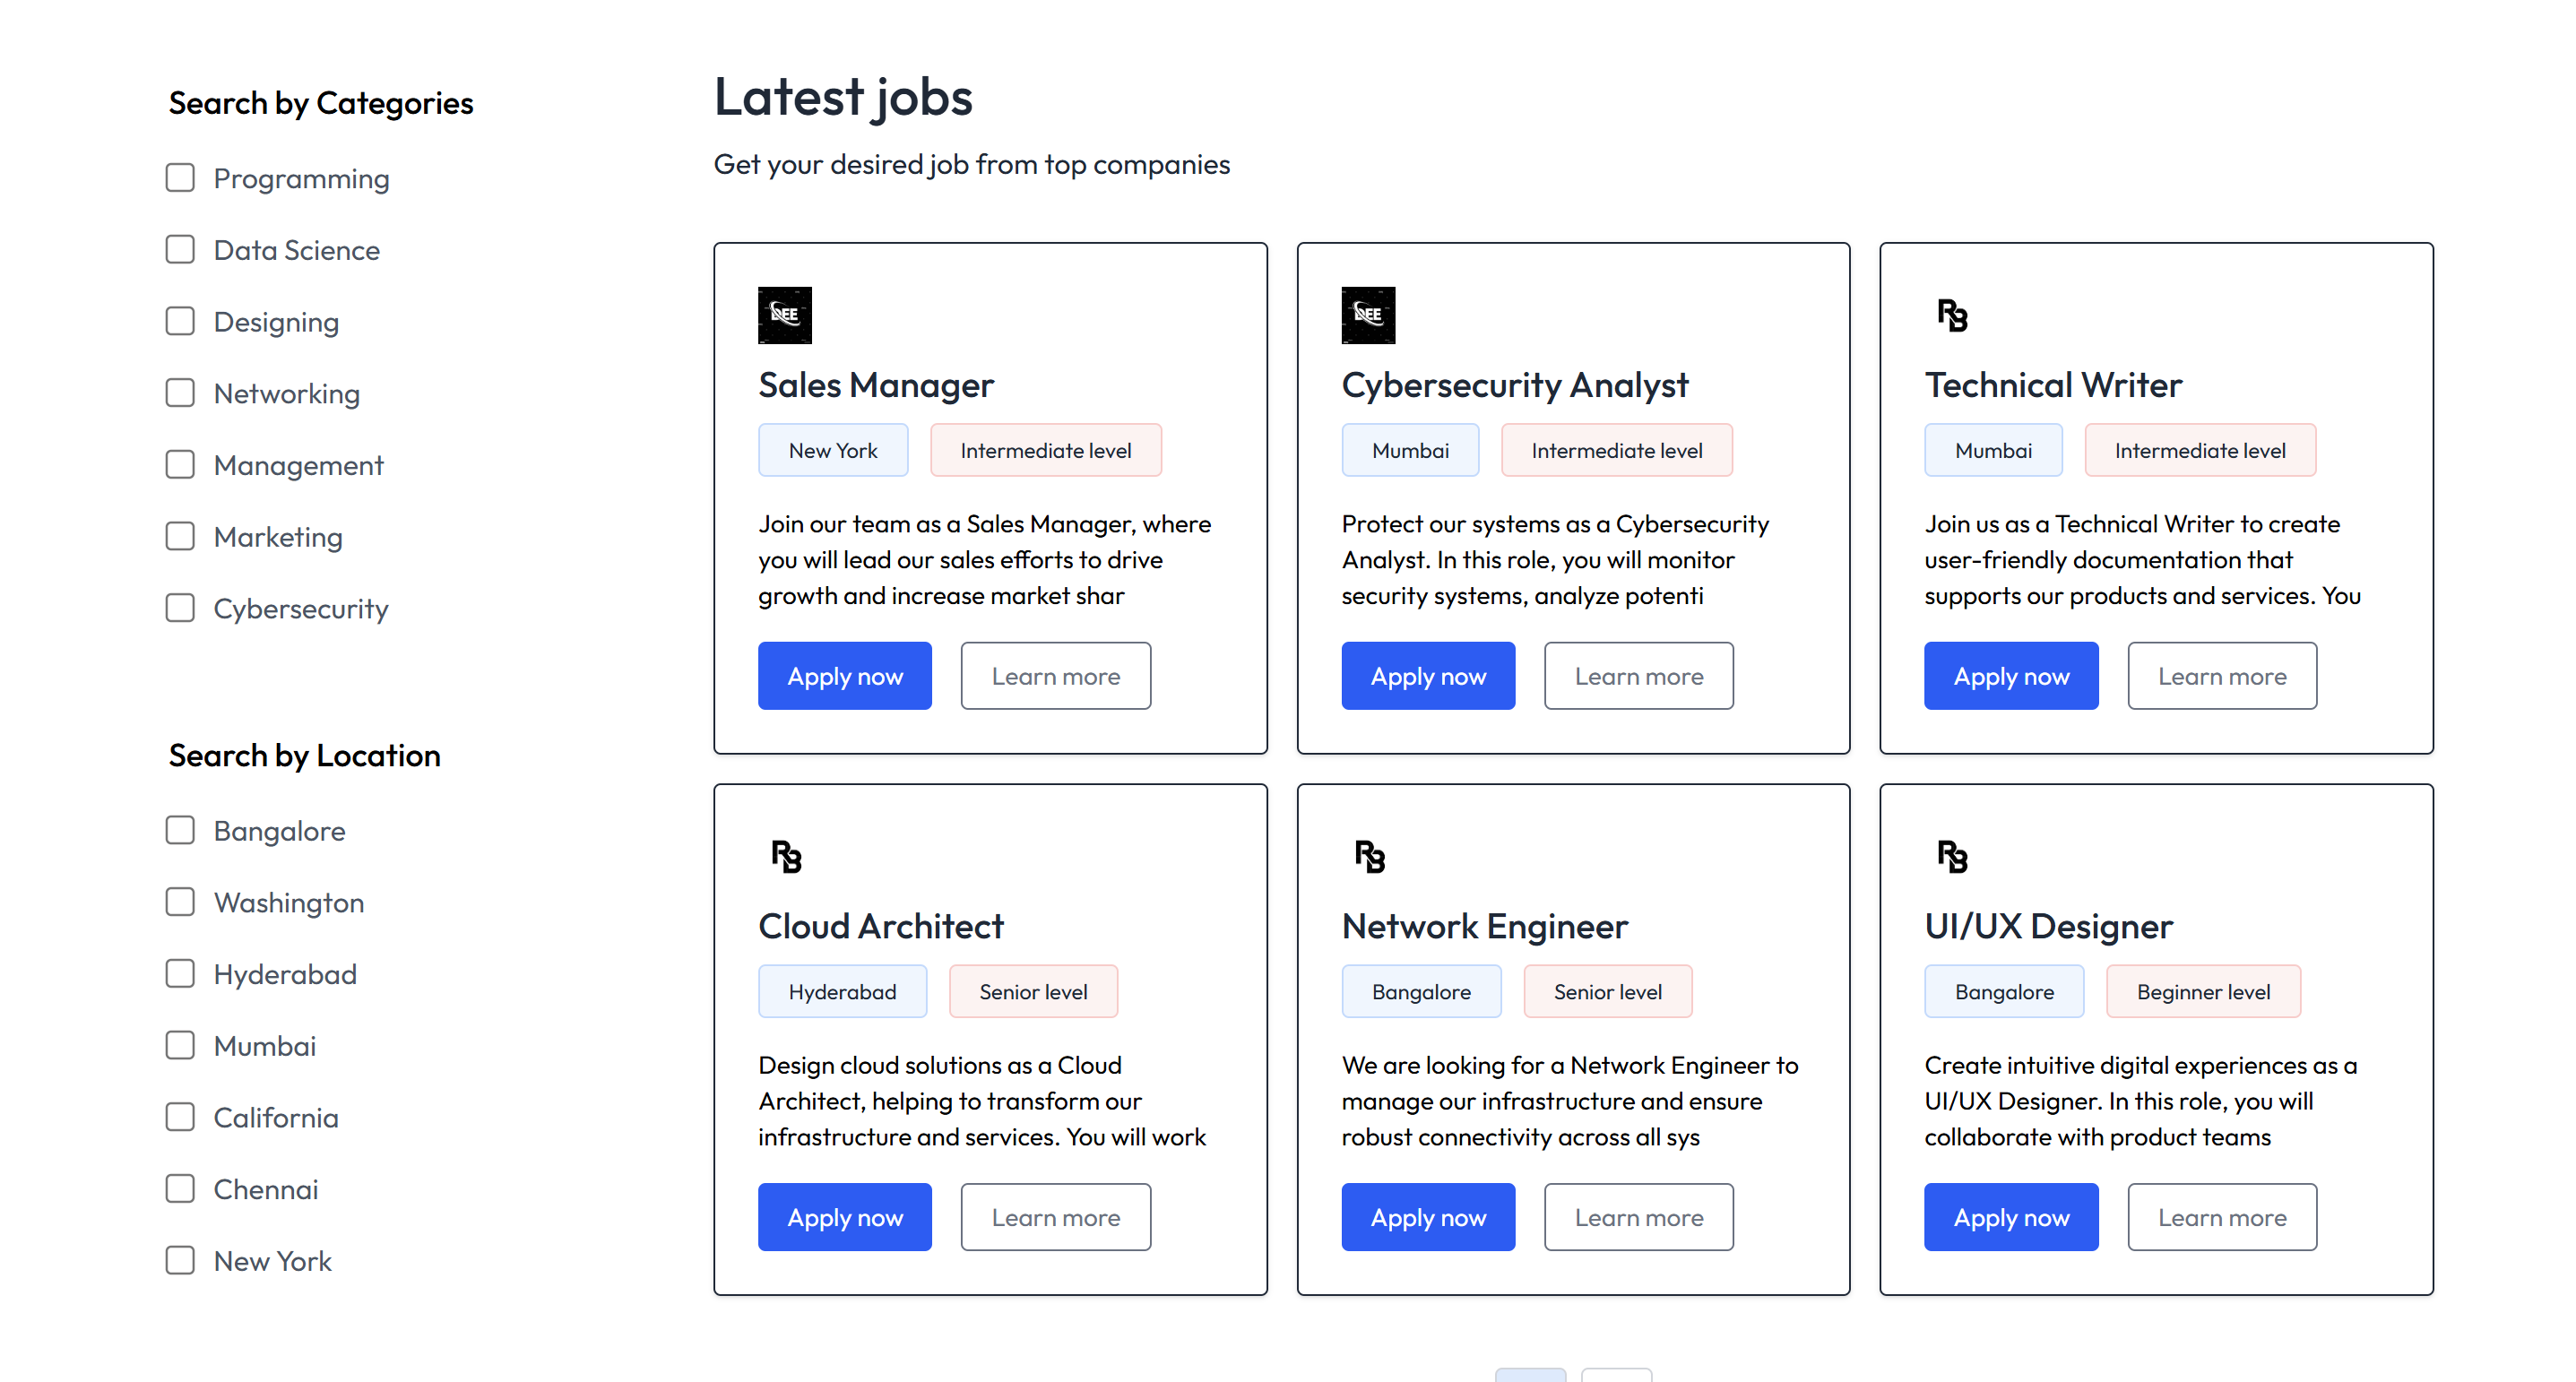 Search by Categories
Programming
Data Science
Designing
Networking
Management
Marketing
Cybersecurity
Search by Location
Bangalore
Washington
Hyderabad
Mumbai
California
Chennai
New York
Latest jobs
Get your desired job from top companies
DEE
Sales Manager
New York
Intermediate level
Join our team as a Sales Manager, where
you will lead our sales efforts to drive
growth and increase market shar
Apply now
Learn more
DEE
Cybersecurity Analyst
Mumbai
Intermediate level
Protect our systems as a Cybersecurity
Analyst. In this role, you will monitor
security systems, analyze potenti
Apply now
Learn more
RB
Technical Writer
Mumbai
Intermediate level
Join us as a Technical Writer to create
user-friendly documentation that
supports our products and services. You
Apply now
Learn more
RB
Cloud Architect
Hyderabad
Senior level
Design cloud solutions as a Cloud
Architect, helping to transform our
infrastructure and services. You will work
Apply now
Learn more
RB
Network Engineer
Bangalore
Senior level
We are looking for a Network Engineer to
manage our infrastructure and ensure
robust connectivity across all sys
Apply now
Learn more
RB
UI/UX Designer
Bangalore
Beginner level
Create intuitive digital experiences as a
UI/UX Designer. In this role, you will
collaborate with product teams
Apply now
Learn more